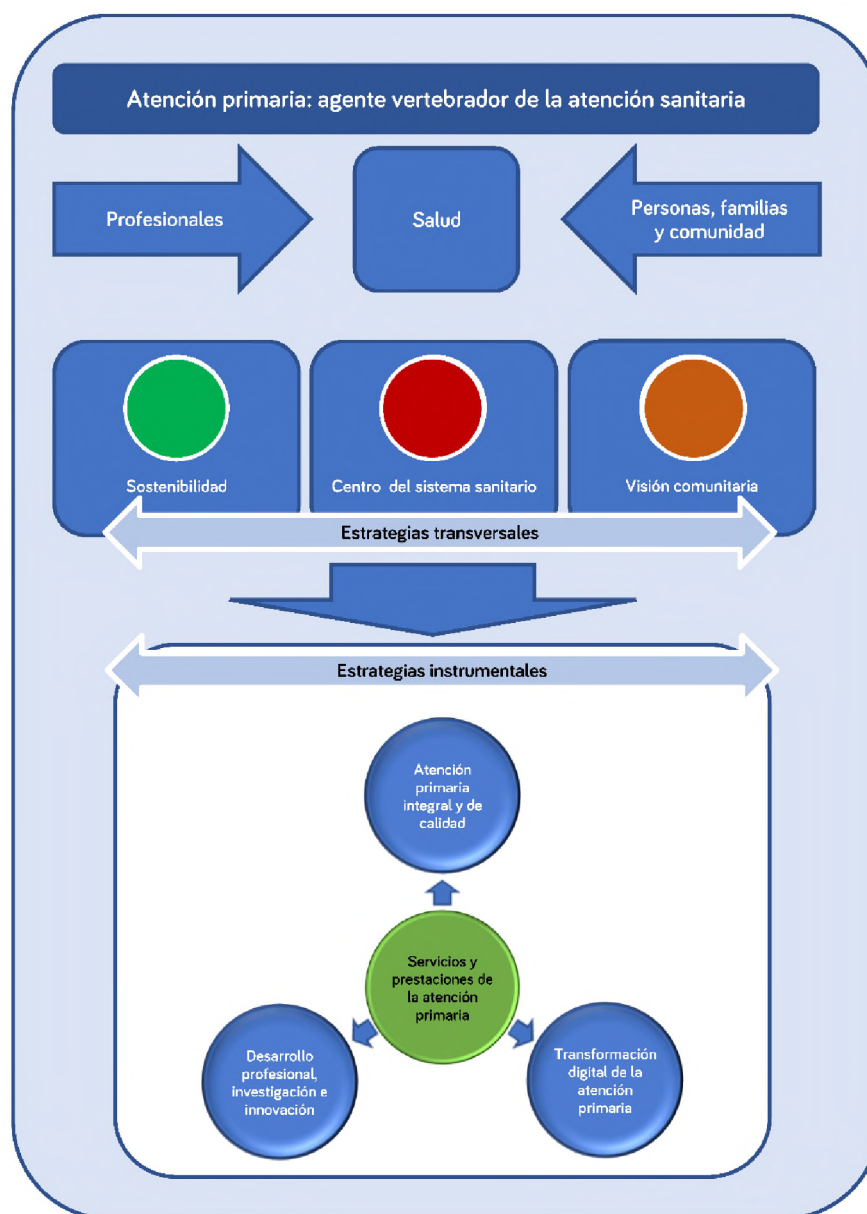 Atención primaria: agente vertebrador de la atención sanitaria
Profesionales
Salud
Personas, familias
y comunidad
Sostenibilidad
Centro del sistema sanitario
Visión comunitaria
Estrategias transversales
Estrategias instrumentales
Atención
primaria
integral y de
calidad
Servicios y
prestaciones de
la atención
primaria
Desarrollo
profesional,
investigación e
innovación
Transformación
digital de la
atención
primaria